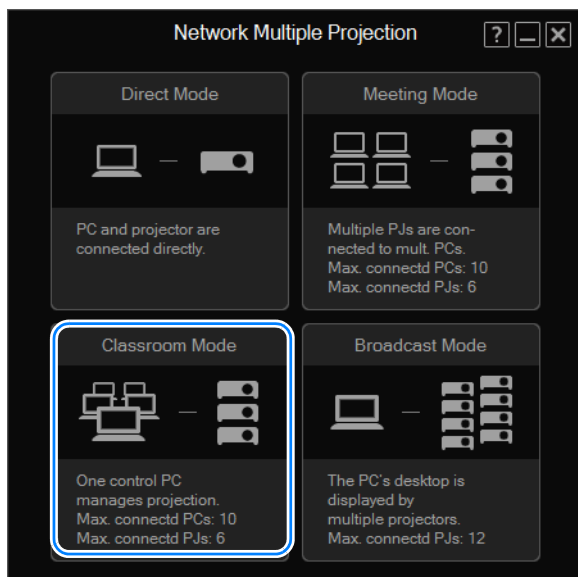 Network Multiple Projection
?
Direct Mode
PC and projector are
connected directly.
Meeting Mode
Multiple PJs are con-
nected to mult. PCs.
Max. connectd PCs: 10
Max. connectd PJs: 6
Classroom Mode
One control PC
manages projection.
Max. connectd PCs: 10
Max. connectd PJs: 6
Broadcast Mode
The PC's desktop is
displayed by
multiple projectors.
Max. connectd PJs: 12